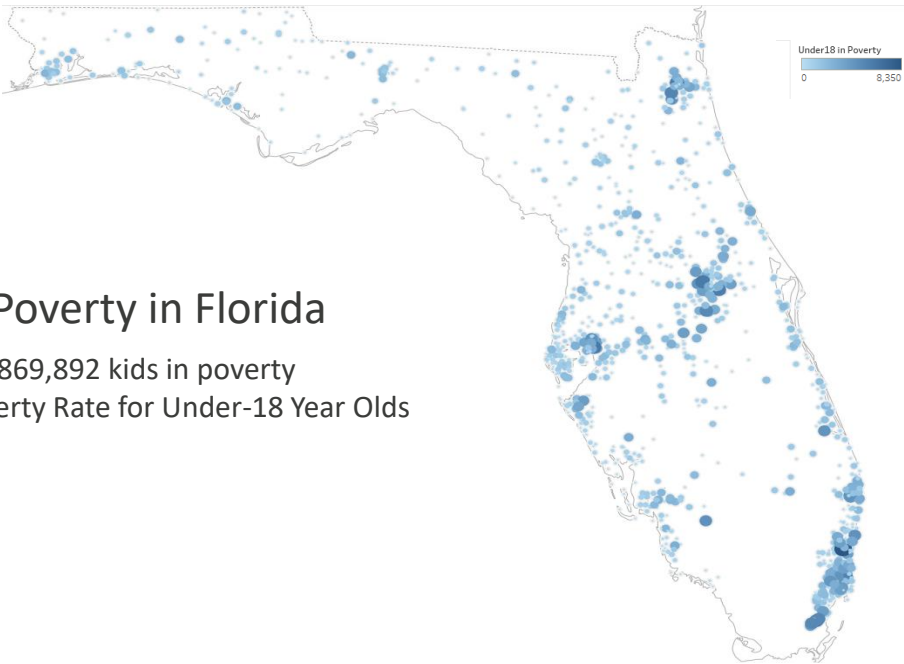 Poverty in Florida
869,892 kids in poverty
erty Rate for Under-18 Year Olds
Under18 in Poverty
0
8,350